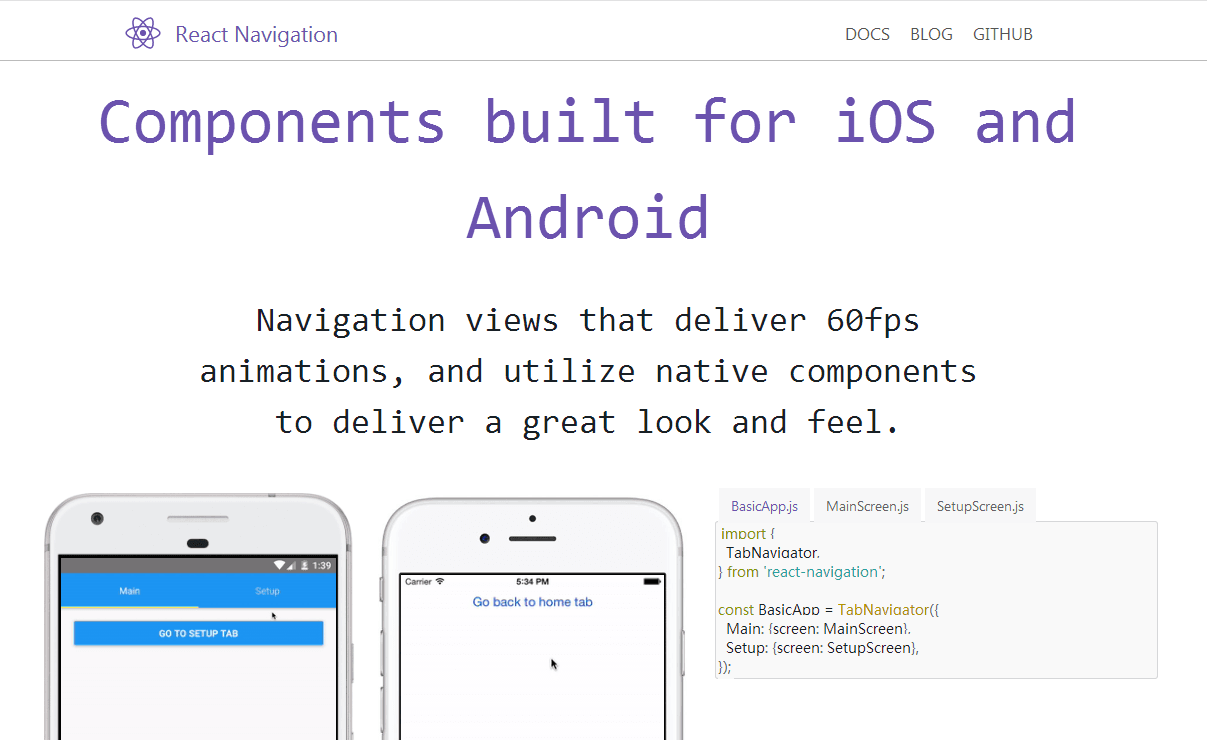 React Navigation
DOCS BLOG GITHUB
Components built for iOS and
Android
Navigation views that deliver 60fps
animations, and utilize native components
to deliver a great look and feel.
1:39
Main Setup
GO TO SETUP TAB
Carrier 5:34 PM
Go back to home tab
BasicApp.js MainScreen.js SetupScreen.js
import {
TabNavigator,
} from 'react-navigation';
const BasicApp = TabNavigator({
Main: {screen: MainScreen},
Setup: {screen: SetupScreen},
});